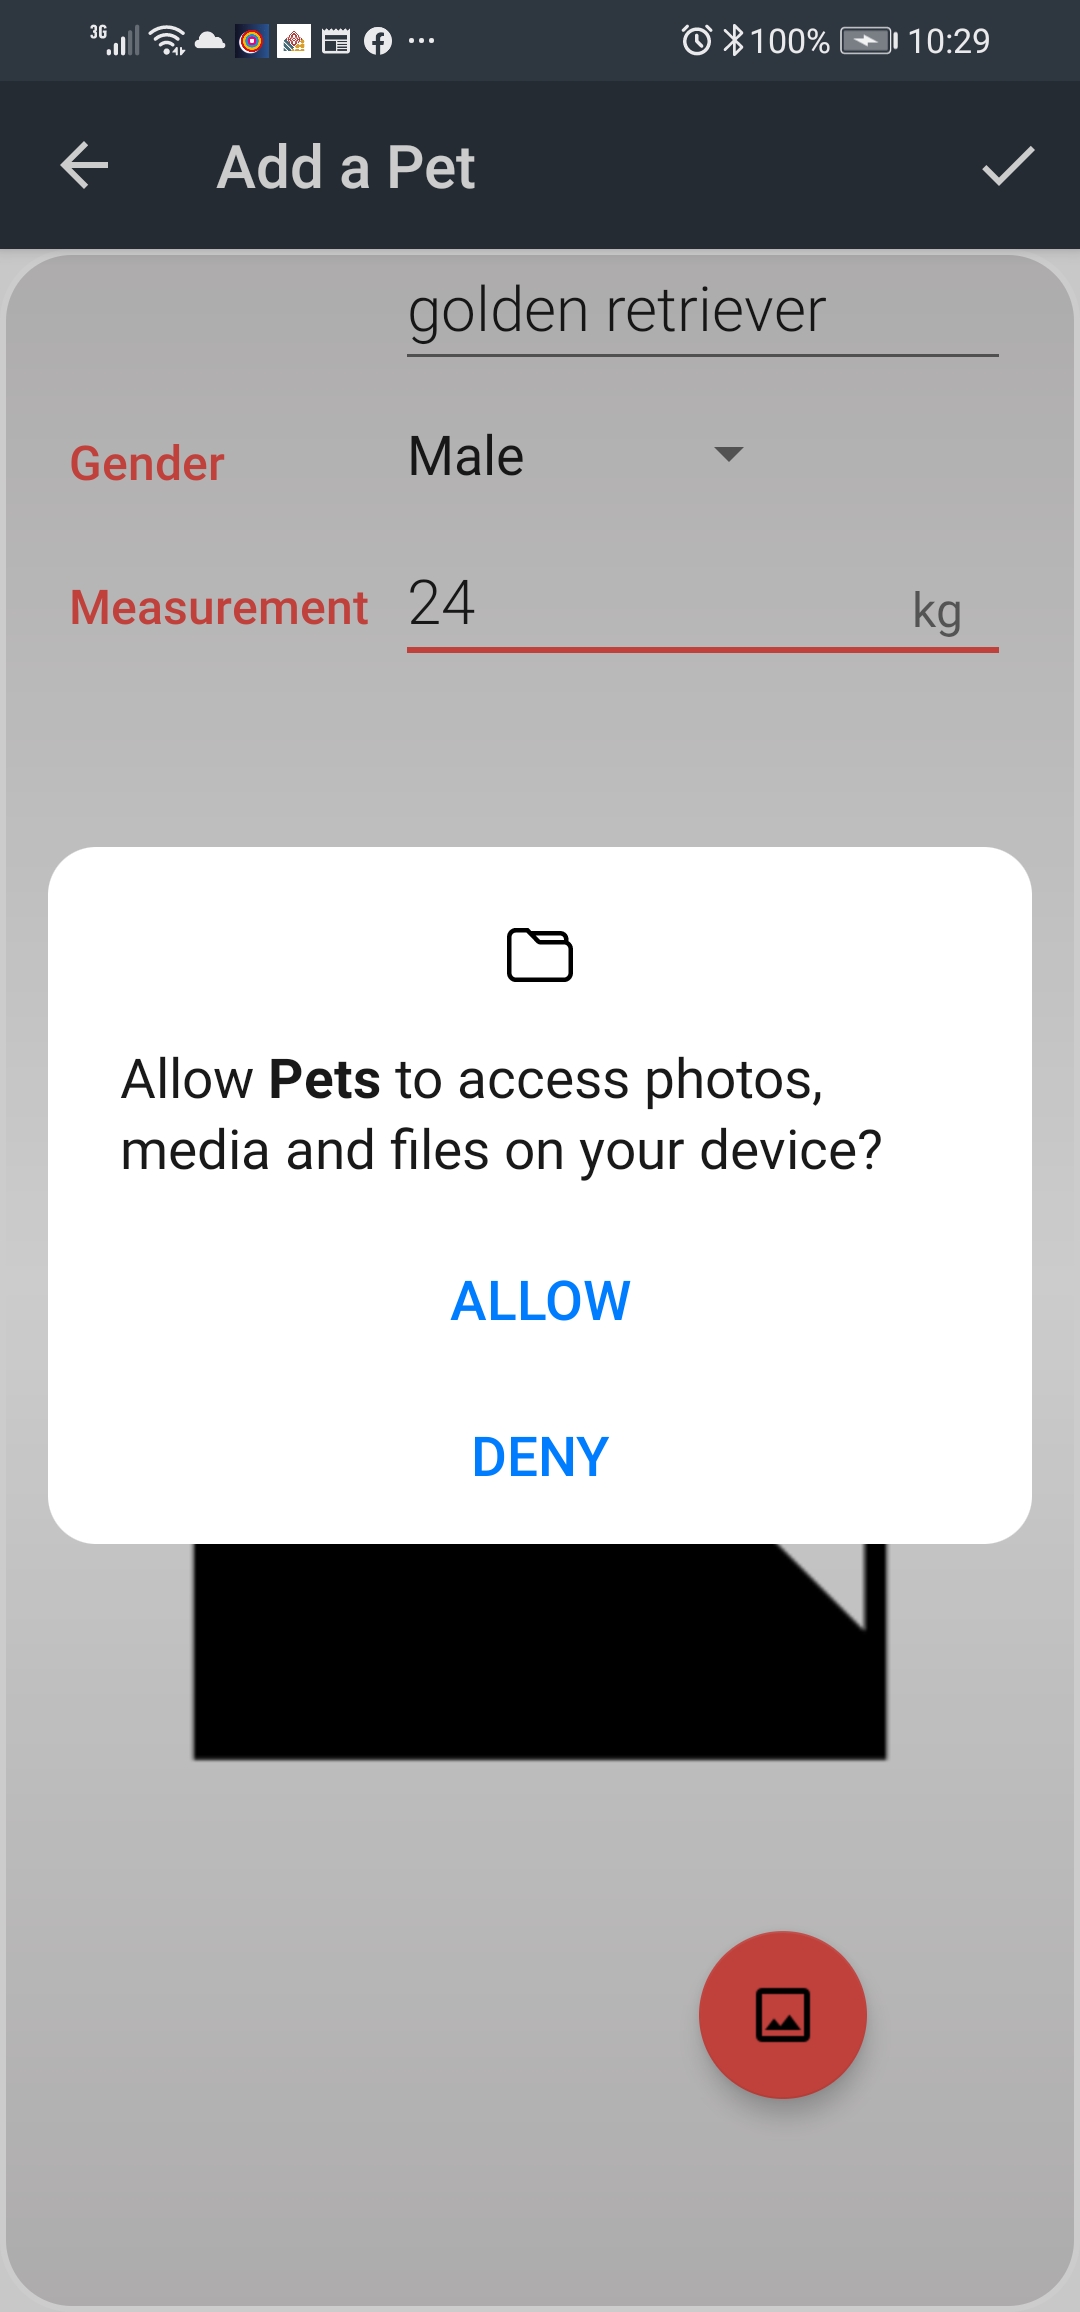 3G 100% 10:29
Add a Pet
golden retriever
Gender Male
Measurement 24 kg
Allow Pets to access photos,
media and files on your device?
ALLOW
DENY